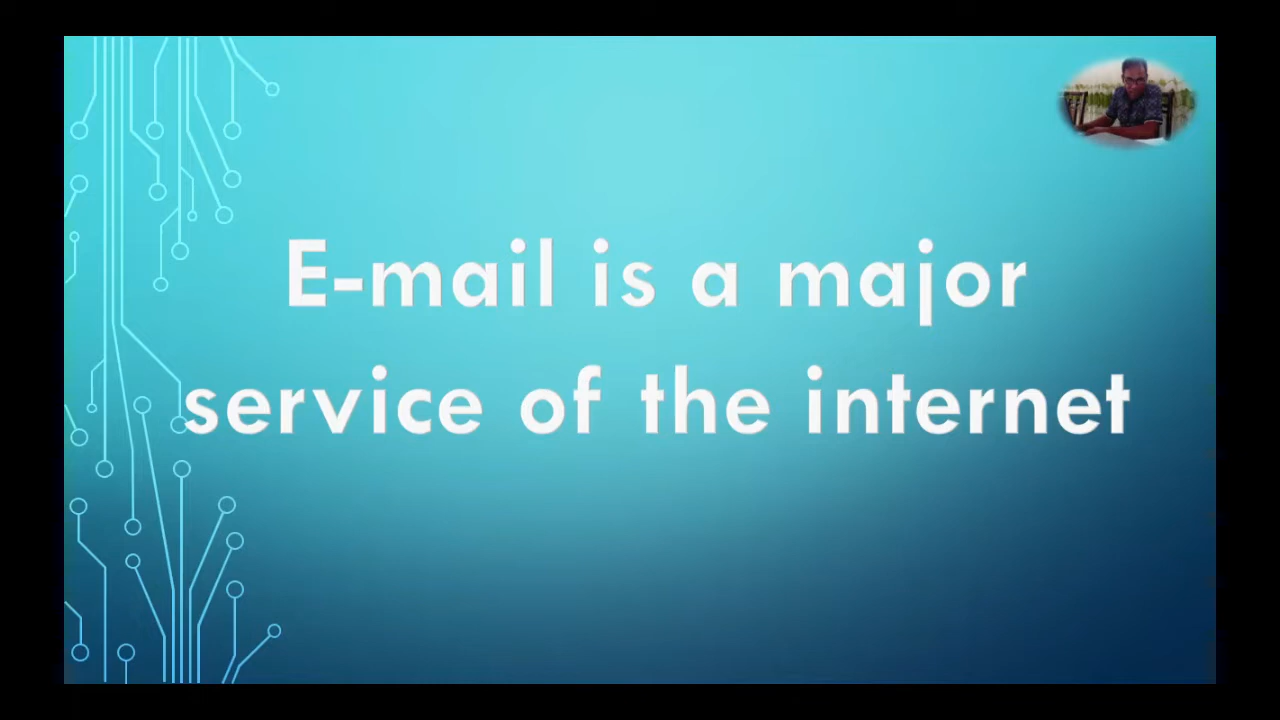 E-mail is a major
service of the internet